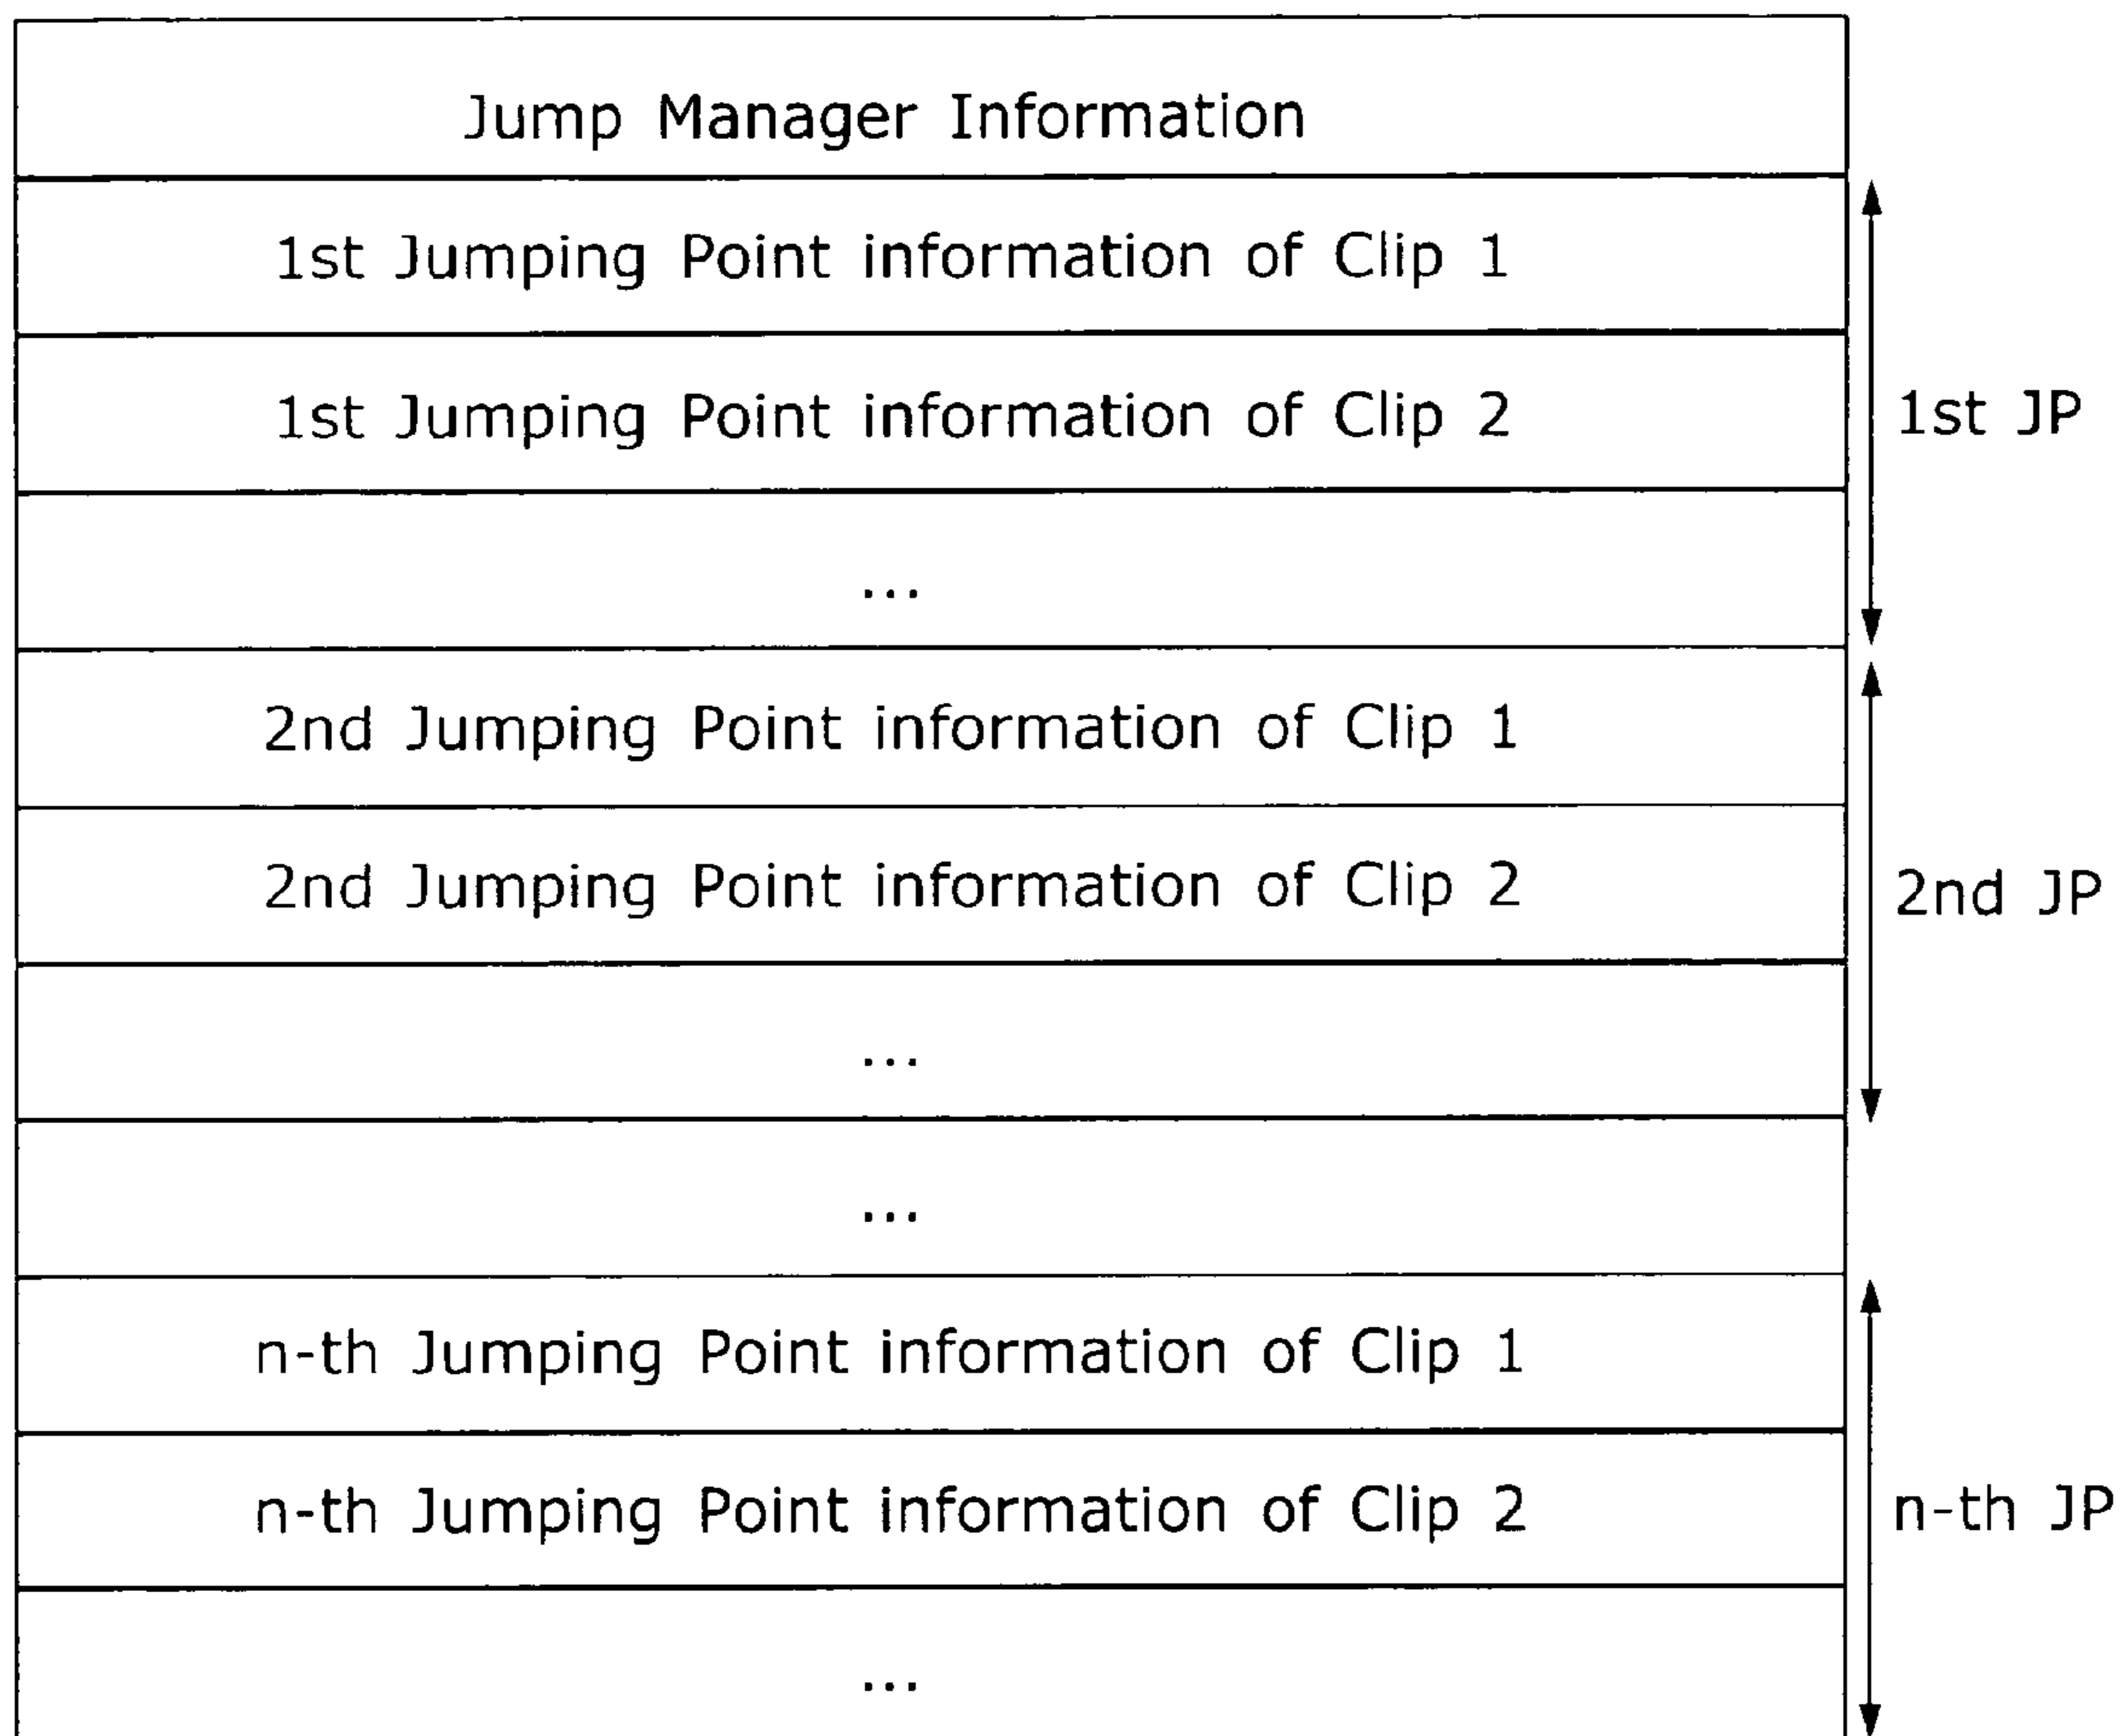 Jump Manager Information
1st Jumping Point information of Clip 1
1st Jumping Point information of Clip 2
1st JP
...
2nd Jumping Point information of Clip 1
2nd Jumping Point information of Clip 2
2nd JP
...
...
n-th Jumping Point information of Clip 1
n-th Jumping Point information of Clip 2
n-th JP
...